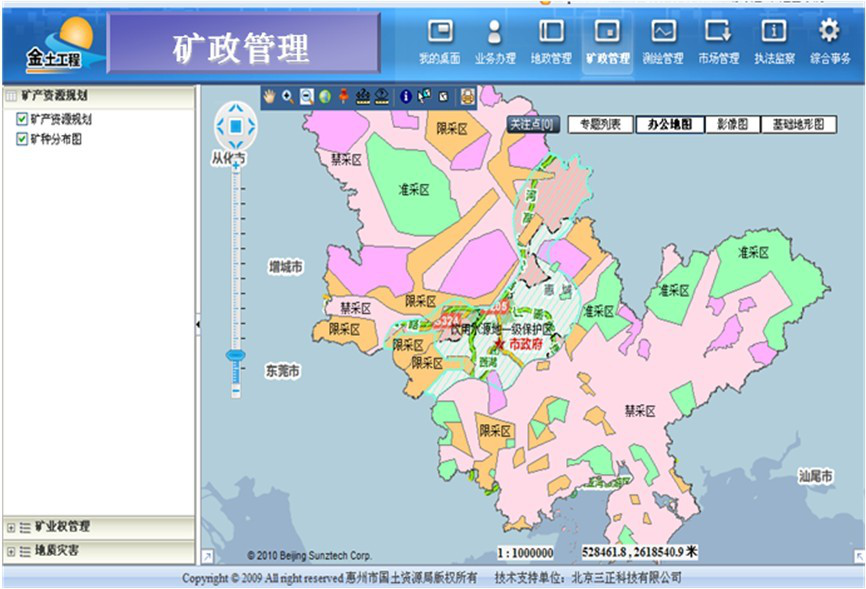 金土工程
矿政管理
我的桌面 业务办理 地政管理 矿政管理 测绘管理 市场管理 执法监察 综合事务
矿产资源规划
矿产资源规划
矿种分布图
矿业权管理
地质灾害
关注点[0] 专题列表 办公地图 影像图 基础地形图
限采区
禁采区
从化市
准采区
河
准采区
增城市
惠 城
准采区
限采区
禁采区
准采区
限采区
路
饮用水源地一级保护区
限采区
市政府
限采区
西湖
东莞市
禁采区
限采区
汕尾市
© 2010 Beijing Sunztech Corp.
1 : 1000000
528461.8 , 2618540.9 米
Copyright © 2009 All right reserved 惠州市国土资源局版权所有 技术支持单位：北京三正科技有限公司